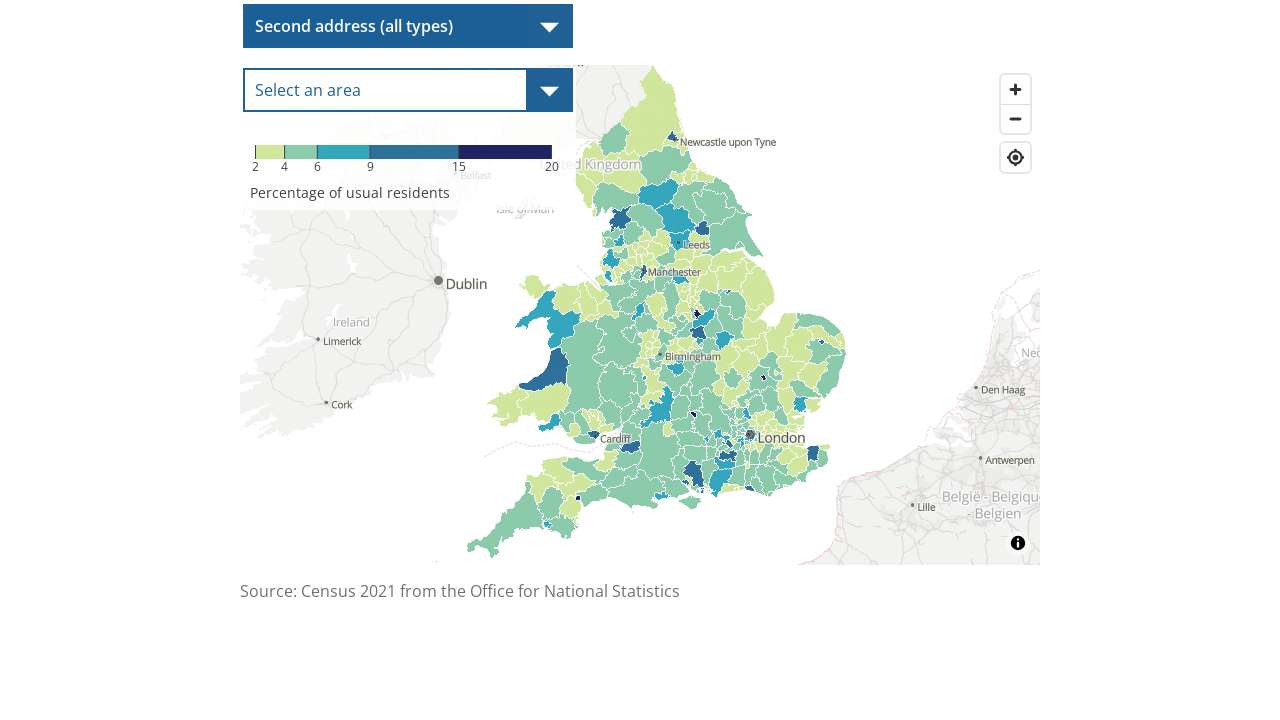 Second address (all types)
Select an area
Newcastle upon Tyne
United Kingdom
2 4 6 9 15 20
Belfast
Percentage of usual residents
Isle of Man
Leeds
Manchester
Dublin
Ireland
Limerick
Birmingham
Den Haag
Cork
Cardiff
London
Antwerpen
België - Belgique
- Belgien
Lille
Source: Census 2021 from the Office for National Statistics